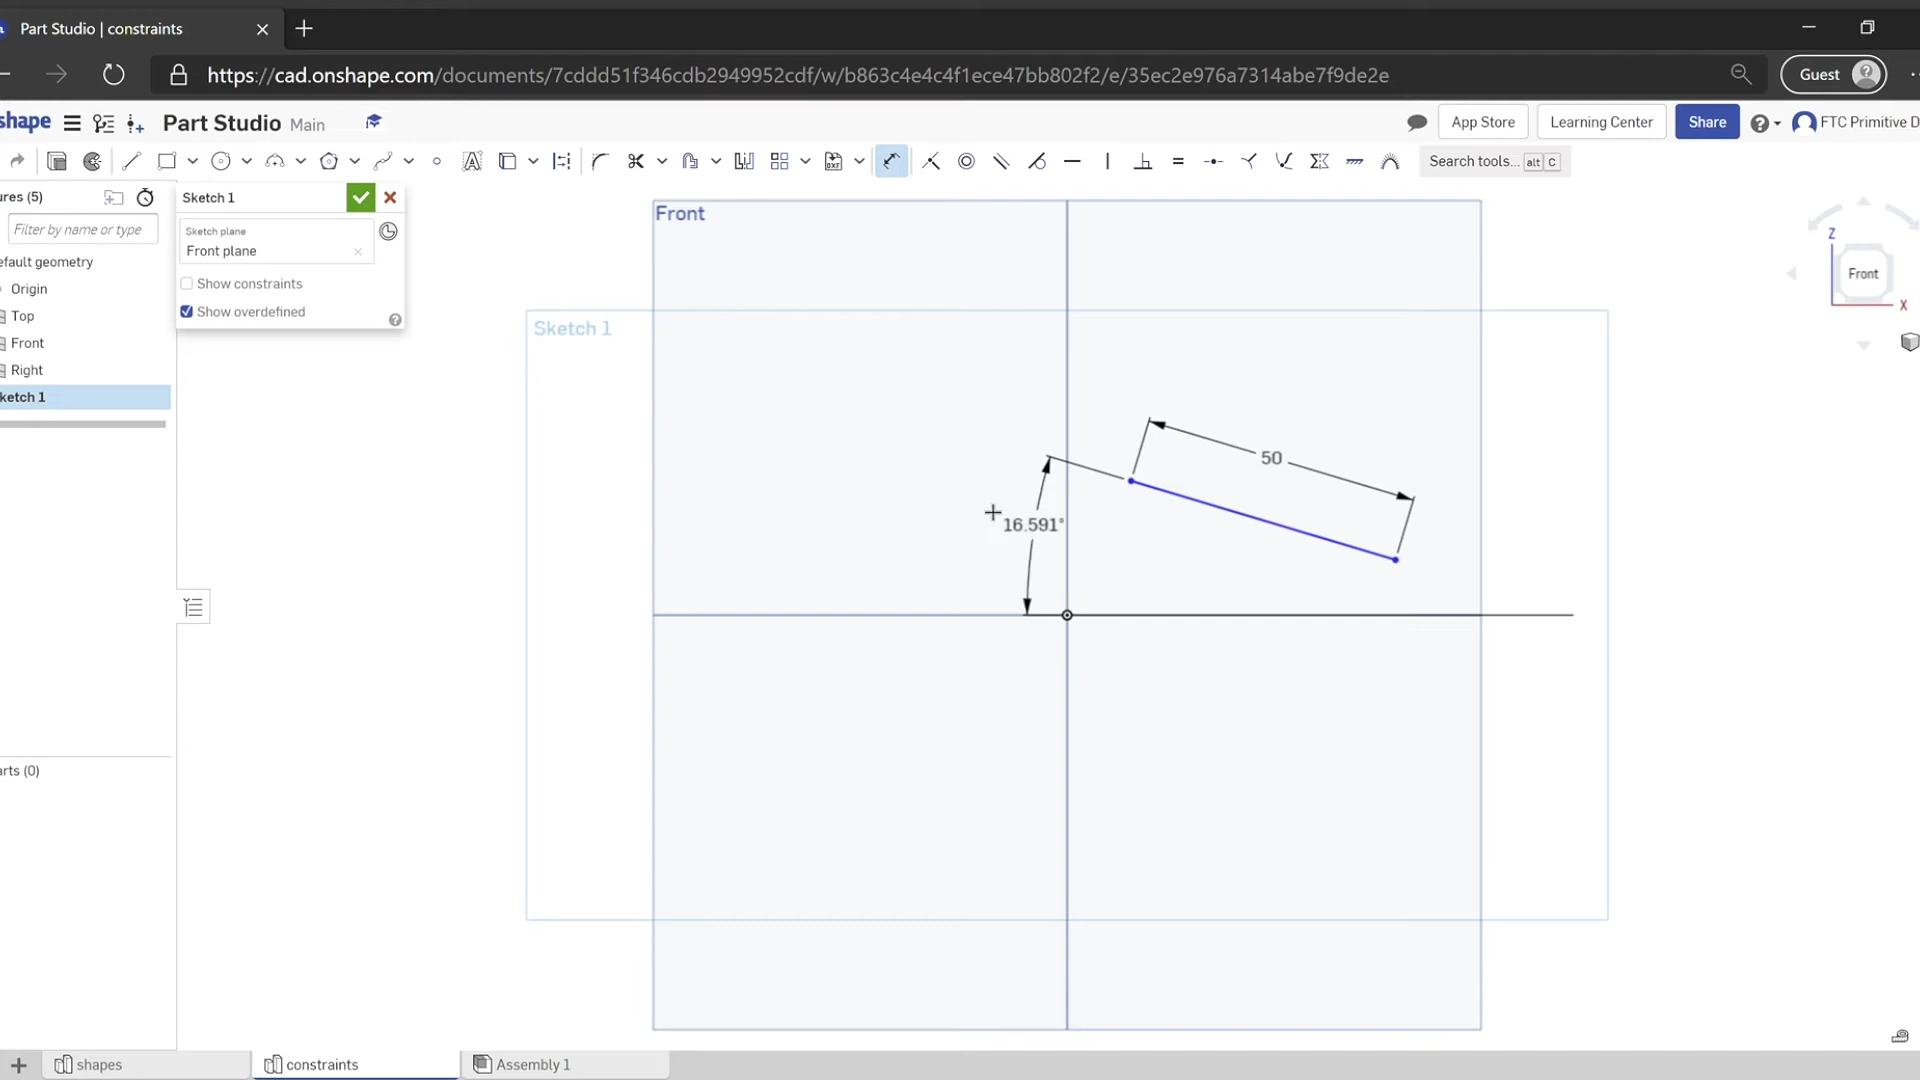 Part Studio | constraints
https://cad.onshape.com/documents/7cddd51f346cdb2949952cdf/w/b863c4e4c4f1ece47bb802f2/e/35ec2e976a7314abe7f9de2e
Guest
shape
Part Studio Main
App Store
Learning Center
Share
FTC Primitive D
Search tools... alt C
ures (5)
Filter by name or type
efault geometry
Origin
Top
Front
Right
ketch 1
arts (0)
Sketch 1
Sketch plane
Front plane
Show constraints
Show overdefined
Front
Sketch 1
50
16.591°
Z
Front
X
shapes
constraints
Assembly 1